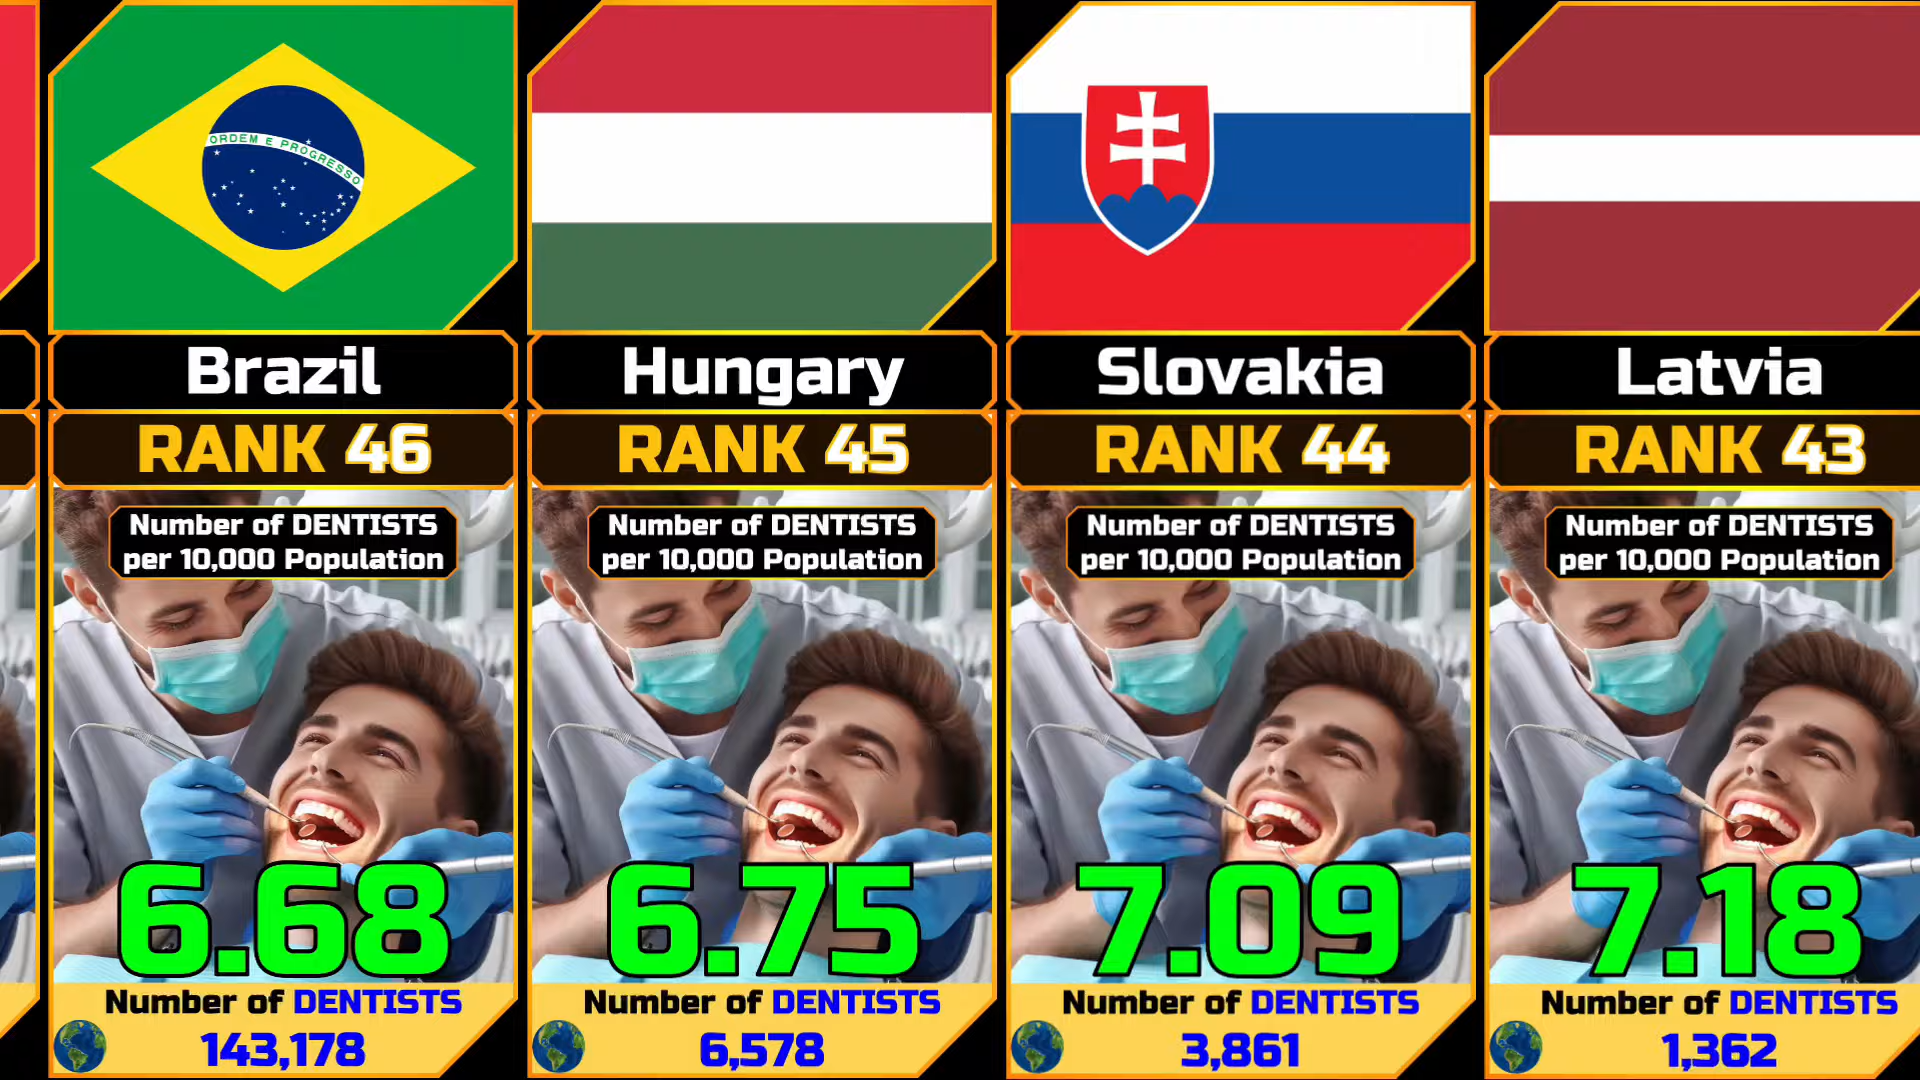 ORDEM E PROGRESSO
Brazil
RANK 46
Number of DENTISTS
per 10,000 Population
6.68
Number of DENTISTS
143,178
Hungary
RANK 45
Number of DENTISTS
per 10,000 Population
6.75
Number of DENTISTS
6,578
Slovakia
RANK 44
Number of DENTISTS
per 10,000 Population
7.09
Number of DENTISTS
3,861
Latvia
RANK 43
Number of DENTISTS
per 10,000 Population
7.18
Number of DENTISTS
1,362